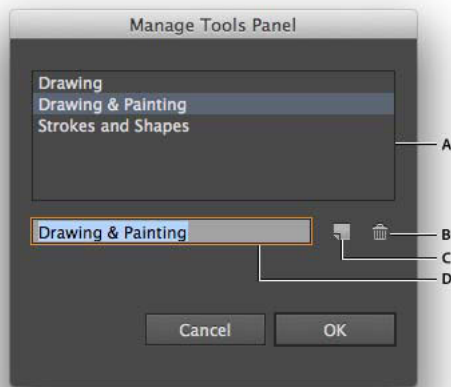 Manage Tools Panel
Drawing
Drawing & Painting
Strokes and Shapes
A
Drawing & Painting
B
C
D
Cancel OK